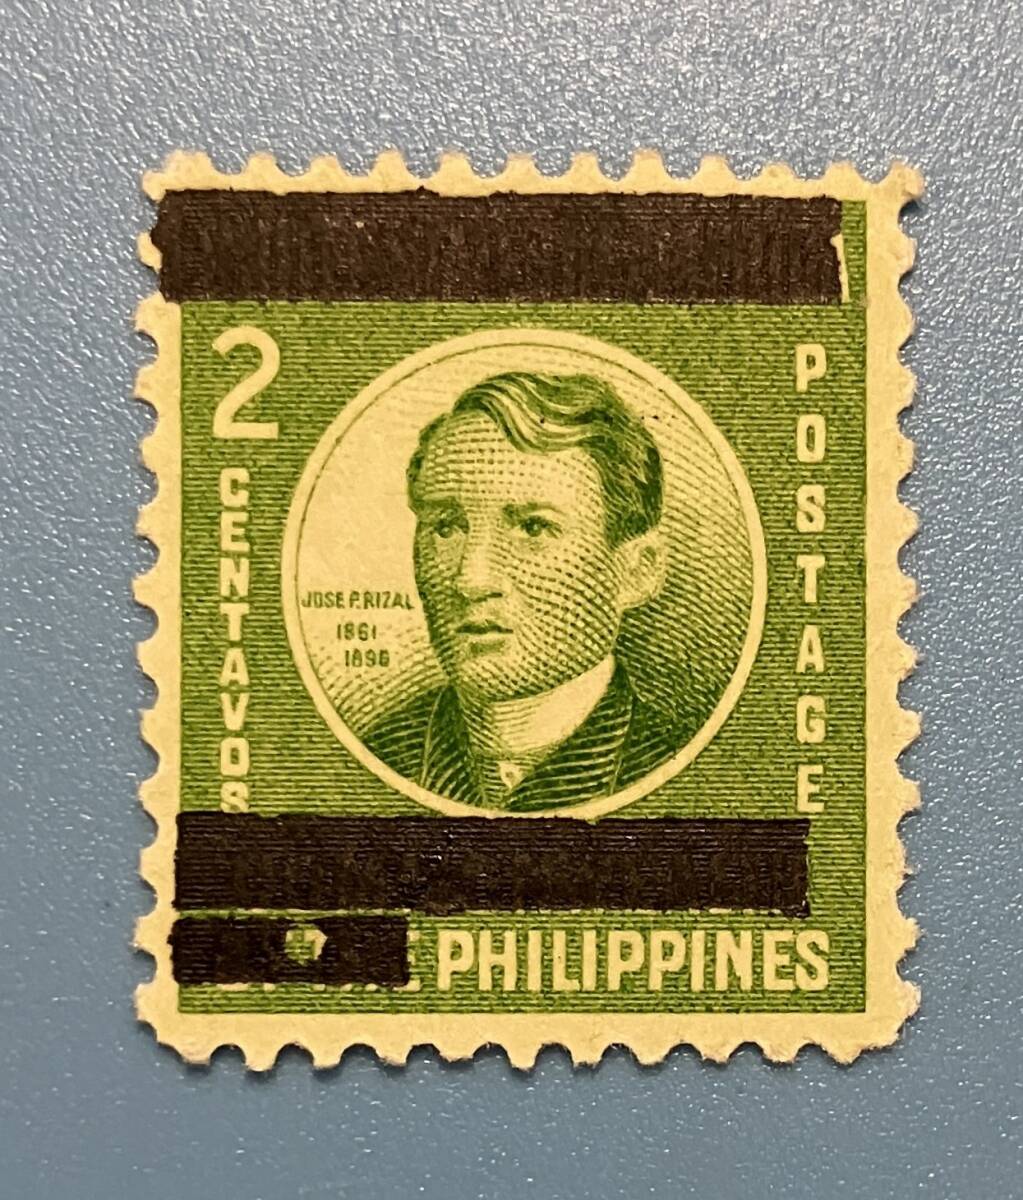 2
CENTAVOS
POSTAGE
JOSE P. RIZAL
1861
1896
PHILIPPINES